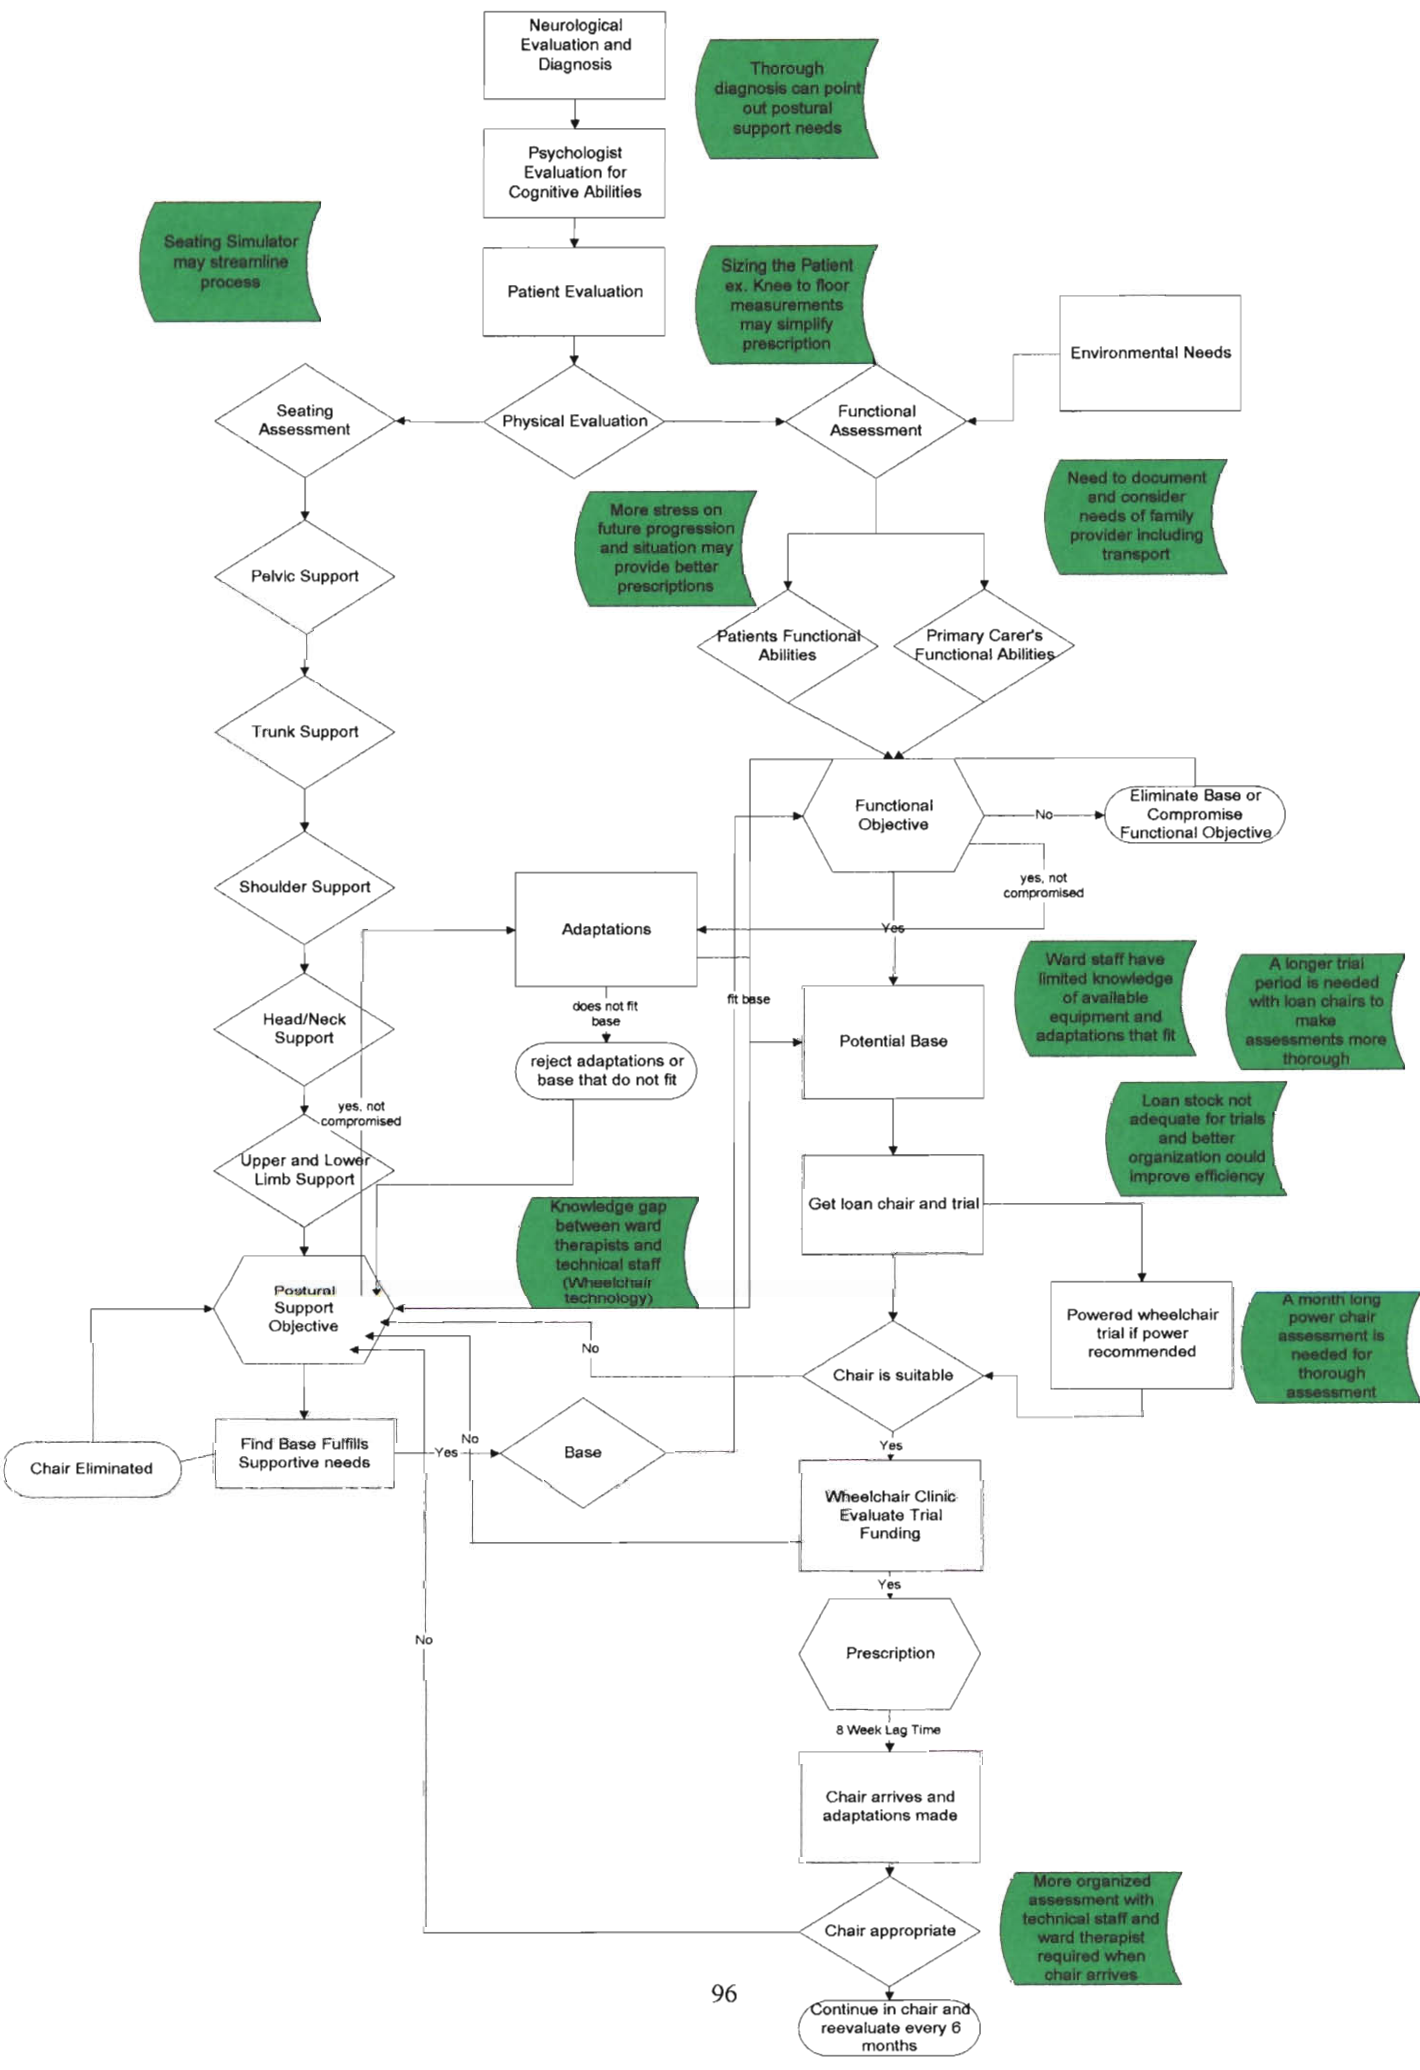 Neurological
Evaluation and
Diagnosis
Thorough
diagnosis can point
out postural
support needs
Psychologist
Evaluation for
Cognitive Abilities
Seating Simulator
may streamline
process
Patient Evaluation
Sizing the Patient
ex. Knee to floor
measurements
may simplify
prescription
Environmental Needs
Seating
Assessment
Physical Evaluation
Functional
Assessment
Need to document
and consider
needs of family
provider including
transport
More stress on
future progression
and situation may
provide better
prescriptions
Pelvic Support
Patients Functional
Abilities
Primary Carer's
Functional Abilities
Trunk Support
Functional
Objective
No
Eliminate Base or
Compromise
Functional Objective
yes, not
compromised
Shoulder Support
Adaptations
Yes
does not fit
base
fit base
Ward staff have
limited knowledge
of available
equipment and
adaptations that fit
A longer trial
period is needed
with loan chairs to
make
assessments more
thorough
Head/Neck
Support
reject adaptations or
base that do not fit
Potential Base
yes, not
compromised
Loan stock not
adequate for trials
and better
organization could
improve efficiency
Upper and Lower
Limb Support
Knowledge gap
between ward
therapists and
technical staff
(Wheelchair
technology)
Get loan chair and trial
Postural
Support
Objective
Powered wheelchair
trial if power
recommended
A month long
power chair
assessment is
needed for
thorough
assessment
No
Chair is suitable
Chair Eliminated
Find Base Fulfills
Supportive needs
Yes
No
Base
Yes
Wheelchair Clinic
Evaluate Trial
Funding
Yes
No
Prescription
8 Week Lag Time
Chair arrives and
adaptations made
Chair appropriate
More organized
assessment with
technical staff and
ward therapist
required when
chair arrives
96
Continue in chair and
reevaluate every 6
months